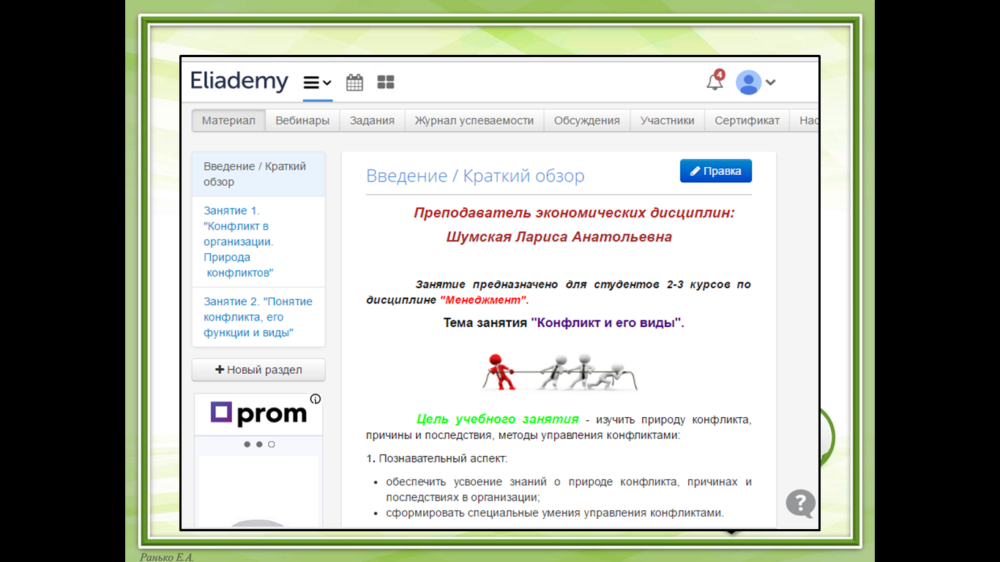 Eliademy
4
Материал Вебинары Задания Журнал успеваемости Обсуждения Участники Сертификат Нас
Введение / Краткий
обзор
Занятие 1.
"Конфликт в
организации.
Природа
конфликтов"
Занятие 2. "Понятие
конфликта, его
функции и виды"
Новый раздел
prom
Введение / Краткий обзор
Правка
Преподаватель экономических дисциплин:
Шумская Лариса Анатольевна
Занятие предназначено для студентов 2-3 курсов по
дисциплине "Менеджмент".
Тема занятия "Конфликт и его виды".
Цель учебного занятия - изучить природу конфликта,
причины и последствия, методы управления конфликтами:
1. Познавательный аспект:
• обеспечить усвоение знаний о природе конфликта, причинах и
последствиях в организации;
• сформировать специальные умения управления конфликтами.
?
Ранько Е.А.